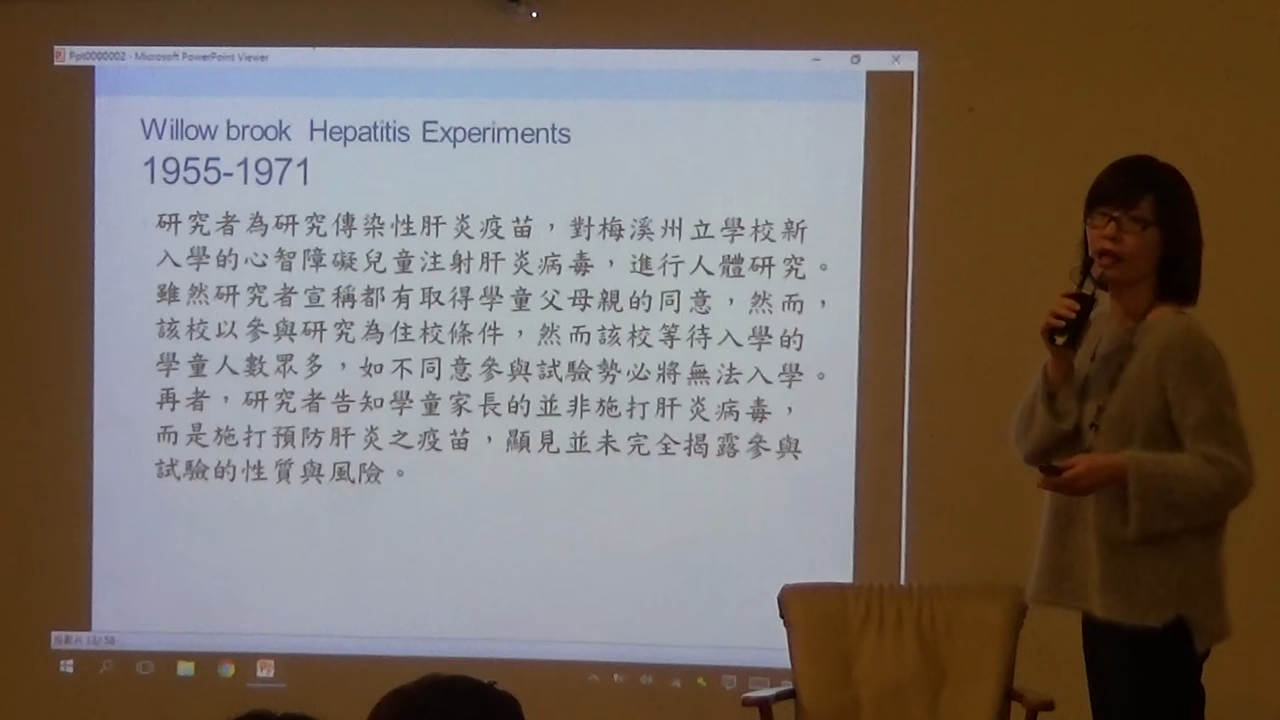 Ppt0000002 - Microsoft PowerPoint Viewer
Willow brook Hepatitis Experiments
1955-1971
研究者為研究傳染性肝炎疫苗，對梅溪州立學校新
入學的心智障礙兒童注射肝炎病毒，進行人體研究。
雖然研究者宣稱都有取得學童父母親的同意，然而，
該校以參與研究為住校條件，然而該校等待入學的
學童人數眾多，如不同意參與試驗勢必將無法入學。
再者，研究者告知學童家長的並非施打肝炎病毒，
而是施打預防肝炎之疫苗，顯見並未完全揭露參與
試驗的性質與風險。